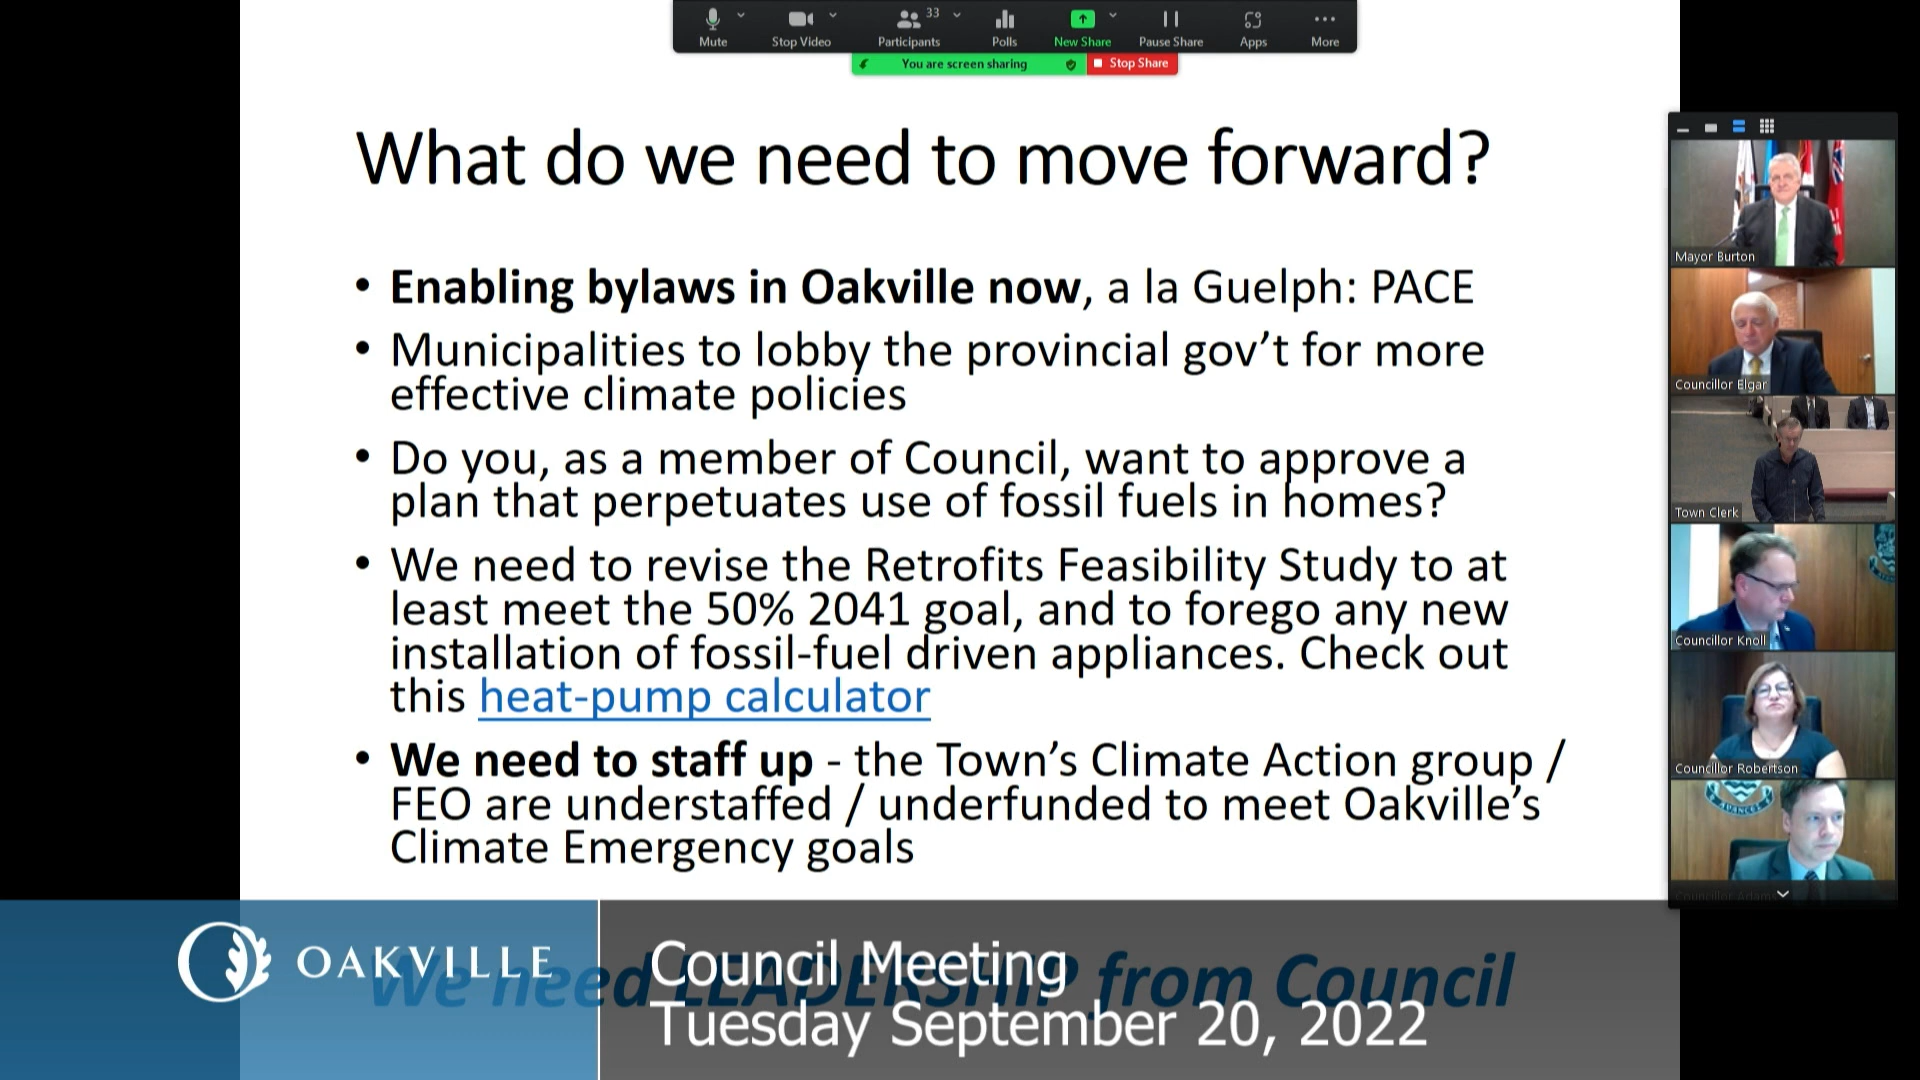 Mute
Stop Video
Participants
33
Polls
New Share
Pause Share
Apps
More
You are screen sharing
Stop Share
What do we need to move forward?
• Enabling bylaws in Oakville now, a la Guelph: PACE
• Municipalities to lobby the provincial gov’t for more
effective climate policies
• Do you, as a member of Council, want to approve a
plan that perpetuates use of fossil fuels in homes?
• We need to revise the Retrofits Feasibility Study to at
least meet the 50% 2041 goal, and to forego any new
installation of fossil-fuel driven appliances. Check out
this heat-pump calculator
• We need to staff up - the Town’s Climate Action group /
FEO are understaffed / underfunded to meet Oakville’s
Climate Emergency goals
We need LEADERSHIP from Council
Mayor Burton
Councillor Elgar
Town Clerk
Councillor Knoll
Councillor Robertson
Councillor Adams
OAKVILLE
Council Meeting
Tuesday September 20, 2022